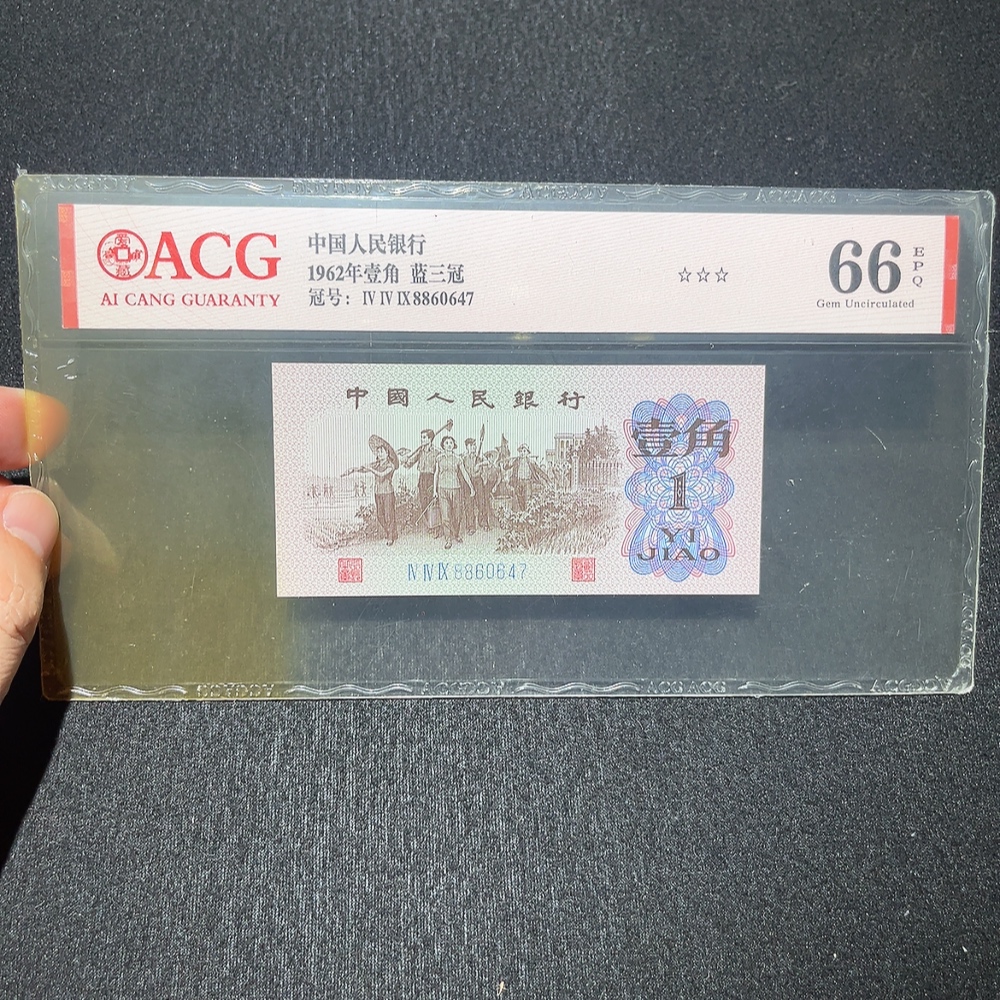 ACG
AI CANG GUARANTY
中国人民银行
1962年壹角 蓝三冠
冠号: Ⅳ Ⅳ Ⅸ 8860647
☆☆☆
66
EPQ
Gem Uncirculated
中國人民銀行
壹角
1
YI
JIAO
Ⅳ Ⅳ Ⅸ 8860647